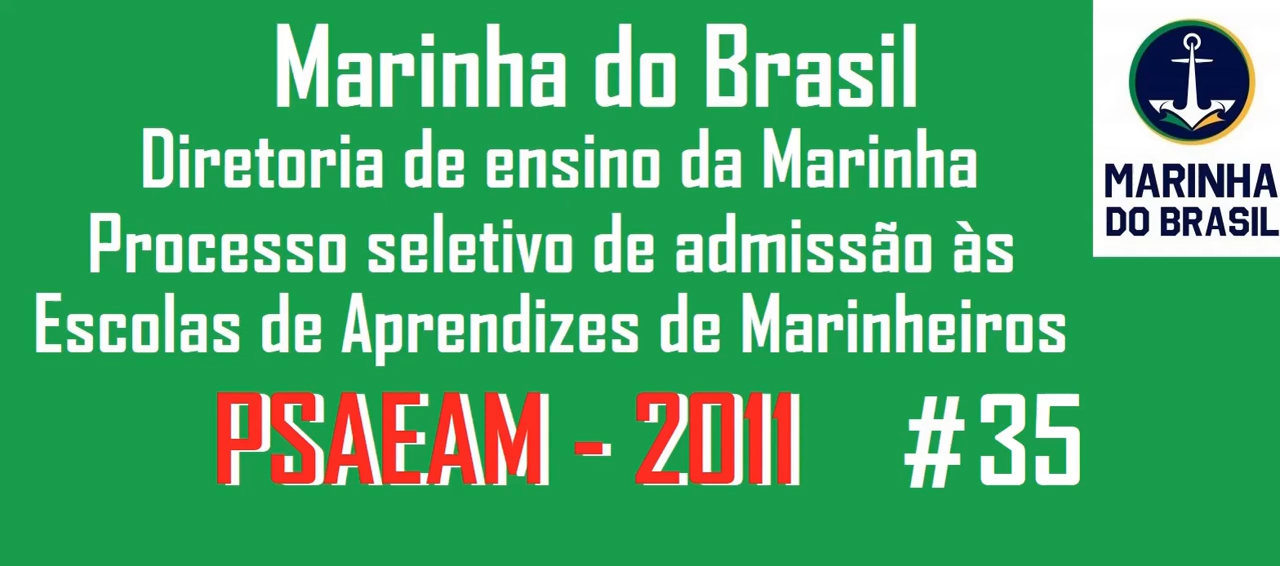 Marinha do Brasil
Diretoria de ensino da Marinha
Processo seletivo de admissão às
Escolas de Aprendizes de Marinheiros
PSAEAM - 2011 #35
MARINHA
DO BRASIL